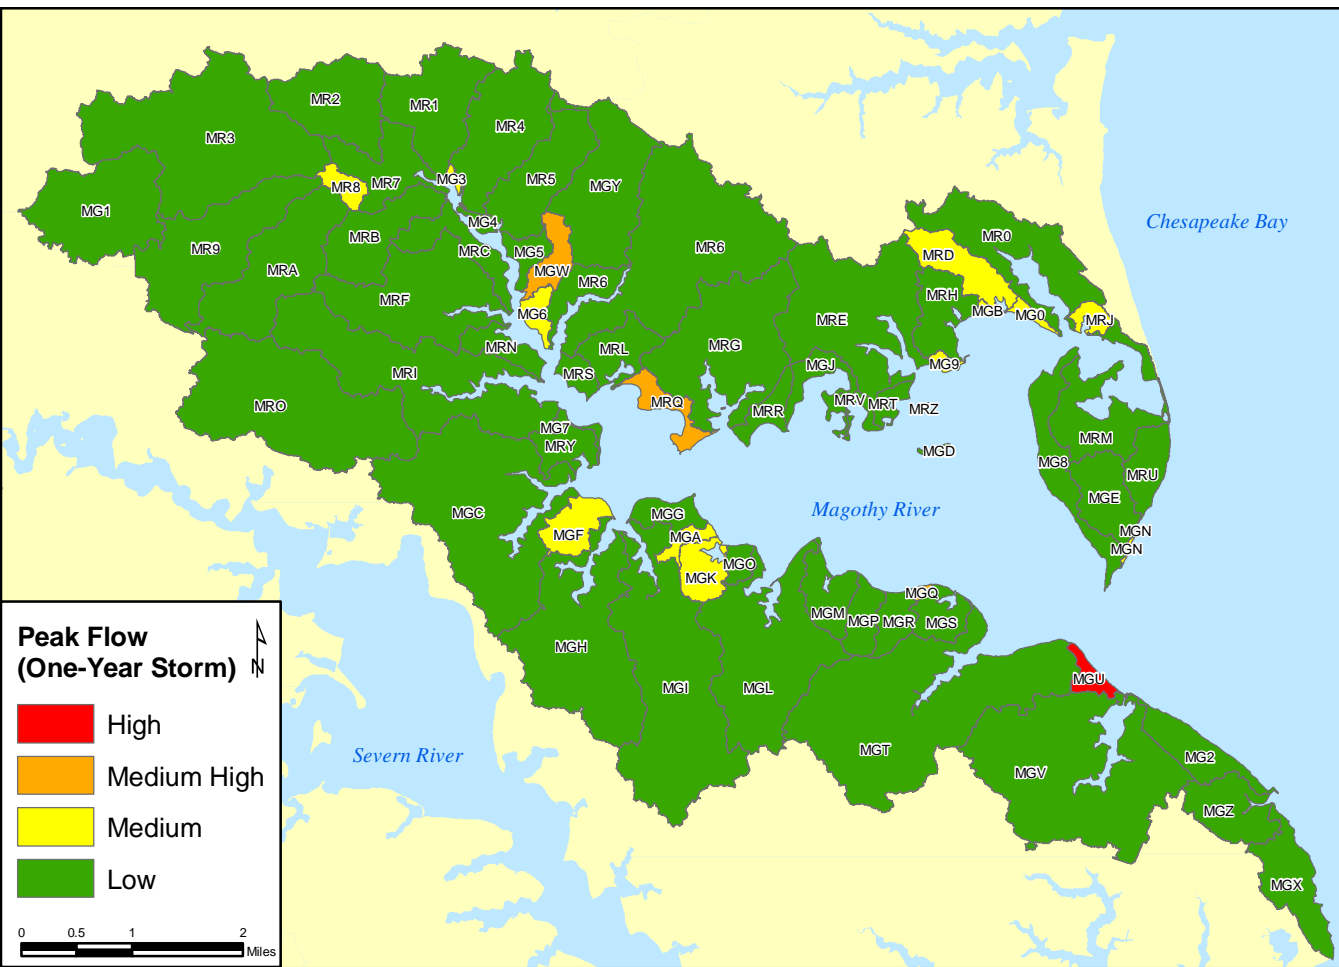 MR2
MR1
MR3
MR4
MG3
MR5
MR7
MR8
MGY
MG1
MG4
Chesapeake Bay
MRB
MR0
MR9
MRC
MG5
MR6
MRD
MRA
MGW
MR6
MRF
MRH
MG6
MGB
MG0
MRE
MRJ
MRN
MRL
MRG
MRI
MRS
MGJ
MG9
MRO
MRQ
MRR
MRV
MRT
MRZ
MG7
MRY
MGD
MRM
MG8
MRU
MGE
MGC
MGG
Magothy River
MGF
MGA
MGN
MGN
MGO
MGK
MGQ
MGM
MGP
MGR
MGS
MGH
MGI
MGL
MGU
MGT
MGV
MG2
MGZ
MGX
Severn River
Peak Flow
(One-Year Storm)
N
High
Medium High
Medium
Low
0 0.5 1 2
Miles